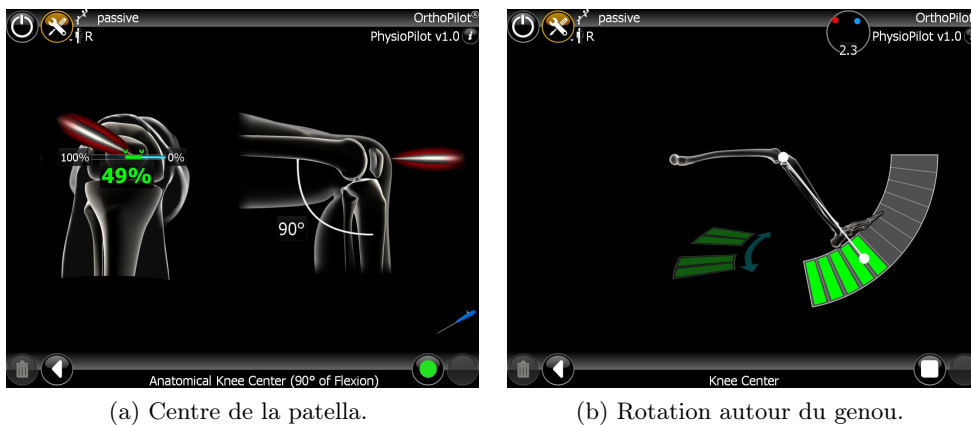 passive
OrthoPilot®
R
PhysioPilot v1.0 i
100%
0%
49%
90°
Anatomical Knee Center (90° of Flexion)
(a) Centre de la patella.
passive
OrthoPilot
R
PhysioPilot v1.0
2.3
Knee Center
(b) Rotation autour du genou.